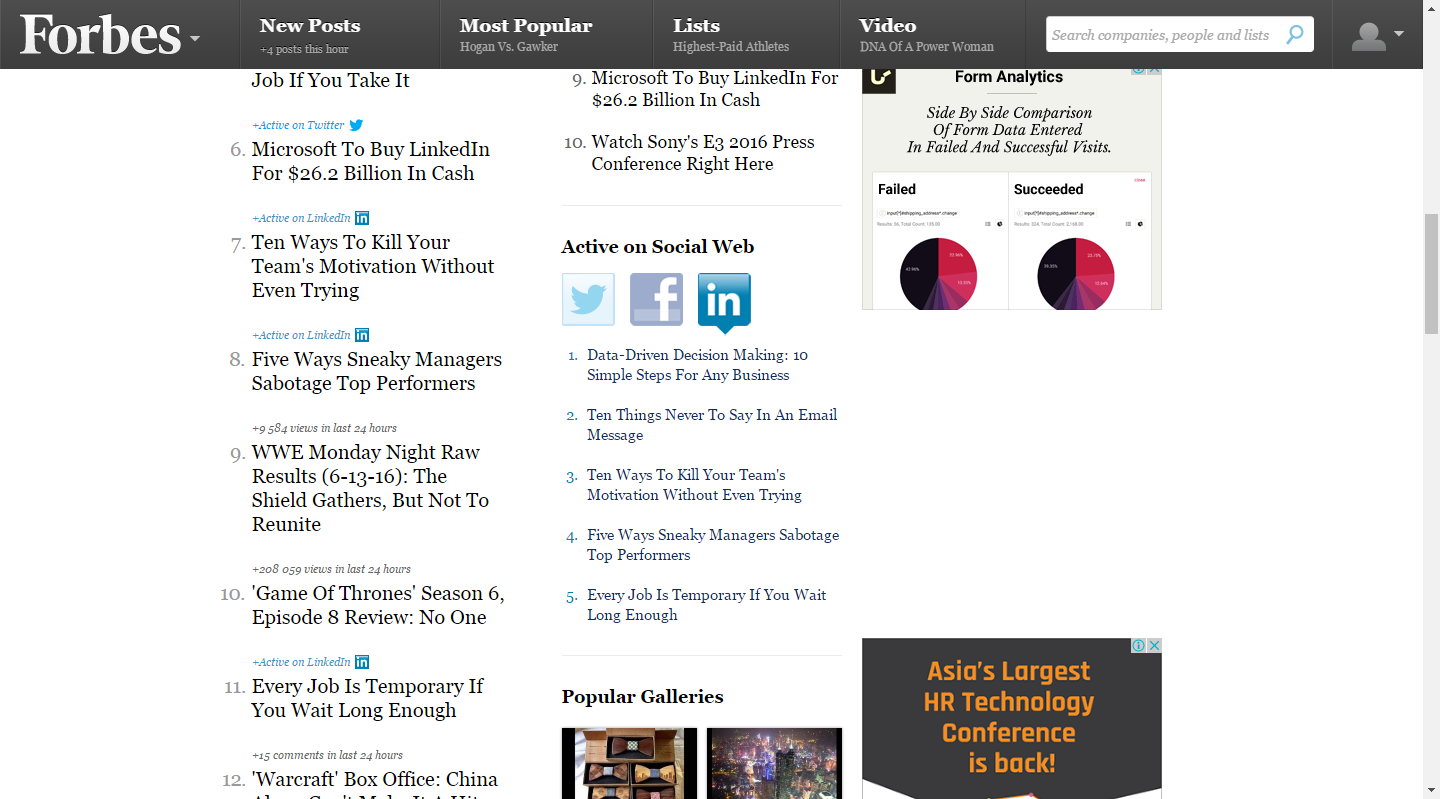 Forbes
New Posts
+4 posts this hour
Most Popular
Hogan Vs. Gawker
Lists
Highest-Paid Athletes
Video
DNA Of A Power Woman
Search companies, people and lists
Job If You Take It
+Active on Twitter
6. Microsoft To Buy LinkedIn
For $26.2 Billion In Cash
+Active on LinkedIn in
7. Ten Ways To Kill Your
Team's Motivation Without
Even Trying
+Active on LinkedIn in
8. Five Ways Sneaky Managers
Sabotage Top Performers
+9 584 views in last 24 hours
9. WWE Monday Night Raw
Results (6-13-16): The
Shield Gathers, But Not To
Reunite
+208 059 views in last 24 hours
10. 'Game Of Thrones' Season 6,
Episode 8 Review: No One
+Active on LinkedIn in
11. Every Job Is Temporary If
You Wait Long Enough
+15 comments in last 24 hours
12. 'Warcraft' Box Office: China
9. Microsoft To Buy LinkedIn For
$26.2 Billion In Cash
10. Watch Sony's E3 2016 Press
Conference Right Here
Active on Social Web
f
in
1. Data-Driven Decision Making: 10
Simple Steps For Any Business
2. Ten Things Never To Say In An Email
Message
3. Ten Ways To Kill Your Team's
Motivation Without Even Trying
4. Five Ways Sneaky Managers Sabotage
Top Performers
5. Every Job Is Temporary If You Wait
Long Enough
Popular Galleries
Form Analytics
Side By Side Comparison
Of Form Data Entered
In Failed And Successful Visits.
Failed
Succeeded
close
input[*]#shipping_address*.change
input[*]#shipping_address*.change
Asia's Largest
HR Technology
Conference
is back!